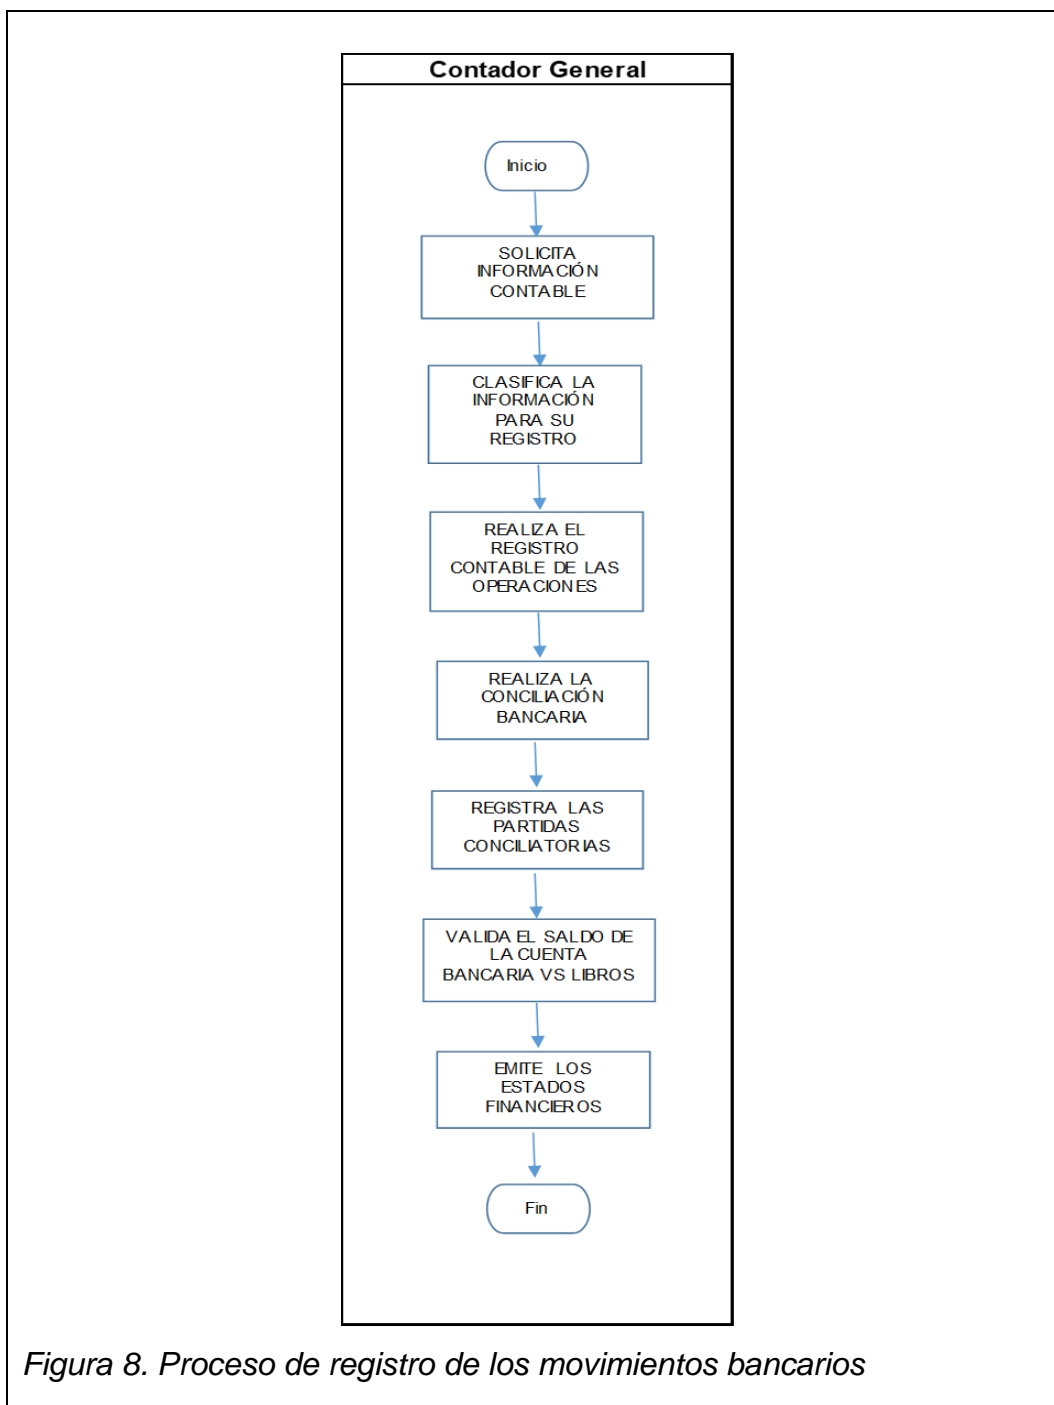 Contador General
Inicio
SOLICITA
INFORMACIÓN
CONTABLE
CLASIFICA LA
INFORMACIÓN
PARA SU
REGISTRO
REALIZA EL
REGISTRO
CONTABLE DE LAS
OPERACIONES
REALIZA LA
CONCILIACIÓN
BANCARIA
REGISTRA LAS
PARTIDAS
CONCILIATORIAS
VALIDA EL SALDO DE
LA CUENTA
BANCARIA VS LIBROS
EMITE LOS
ESTADOS
FINANCIEROS
Fin
Figura 8. Proceso de registro de los movimientos bancarios